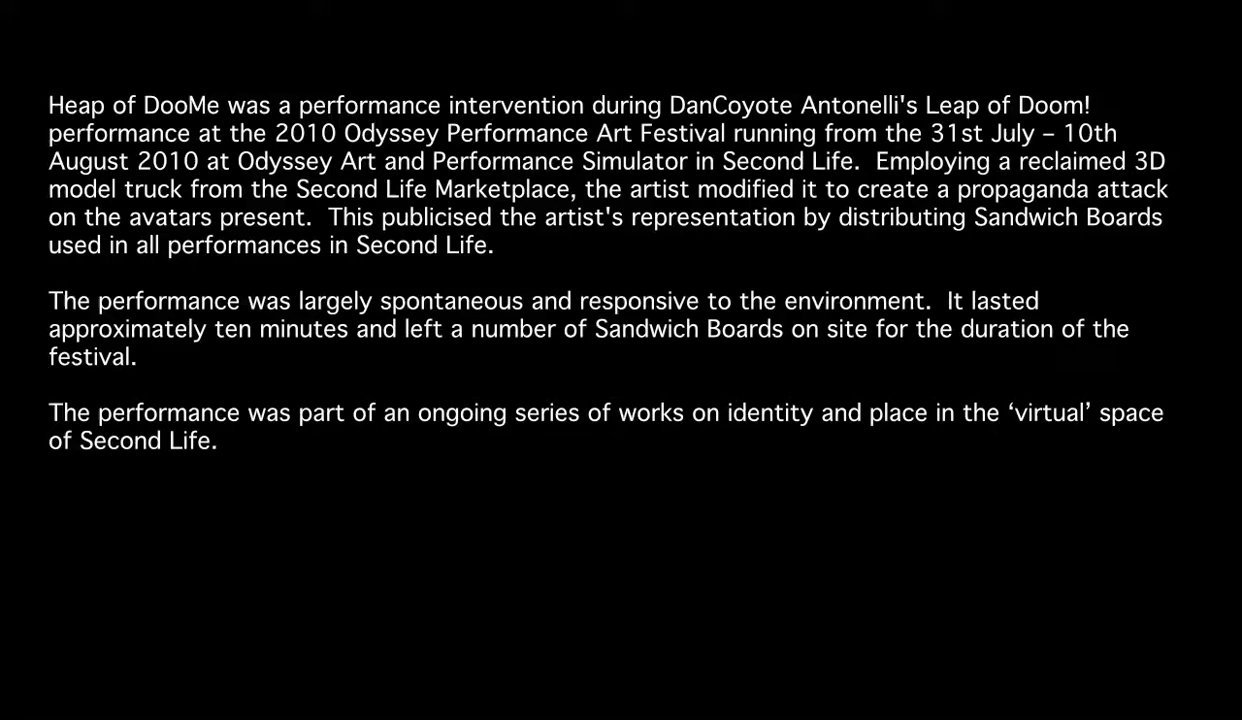 Heap of DooMe was a performance intervention during DanCoyote Antonelli's Leap of Doom!
performance at the 2010 Odyssey Performance Art Festival running from the 31st July – 10th
August 2010 at Odyssey Art and Performance Simulator in Second Life.  Employing a reclaimed 3D
model truck from the Second Life Marketplace, the artist modified it to create a propaganda attack
on the avatars present.  This publicised the artist's representation by distributing Sandwich Boards
used in all performances in Second Life.
The performance was largely spontaneous and responsive to the environment.  It lasted
approximately ten minutes and left a number of Sandwich Boards on site for the duration of the
festival.
The performance was part of an ongoing series of works on identity and place in the ‘virtual’ space
of Second Life.